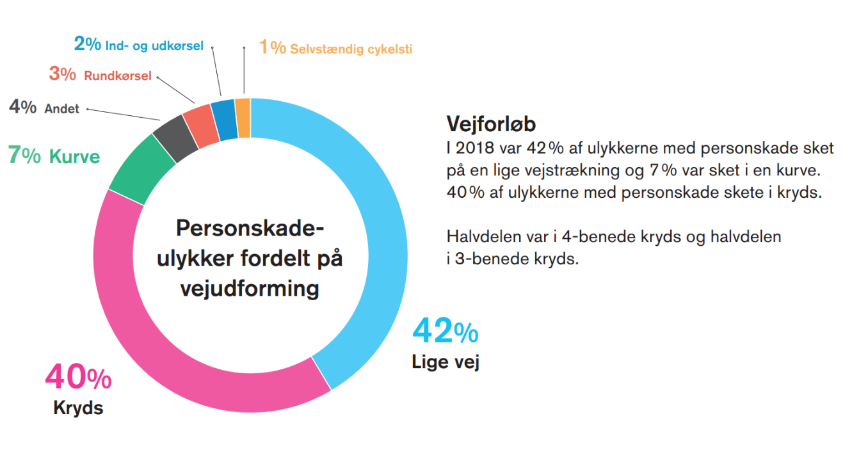 2% Ind- og udkørsel
1% Selvstændig cykelsti
3% Rundkørsel
4% Andet
7% Kurve
Personskade-
ulykker fordelt på
vejudforming
42%
Lige vej
40%
Kryds
Vejforløb
I 2018 var 42% af ulykkerne med personskade sket
på en lige vejstrækning og 7% var sket i en kurve.
40% af ulykkerne med personskade skete i kryds.
Halvdelen var i 4-benede kryds og halvdelen
i 3-benede kryds.